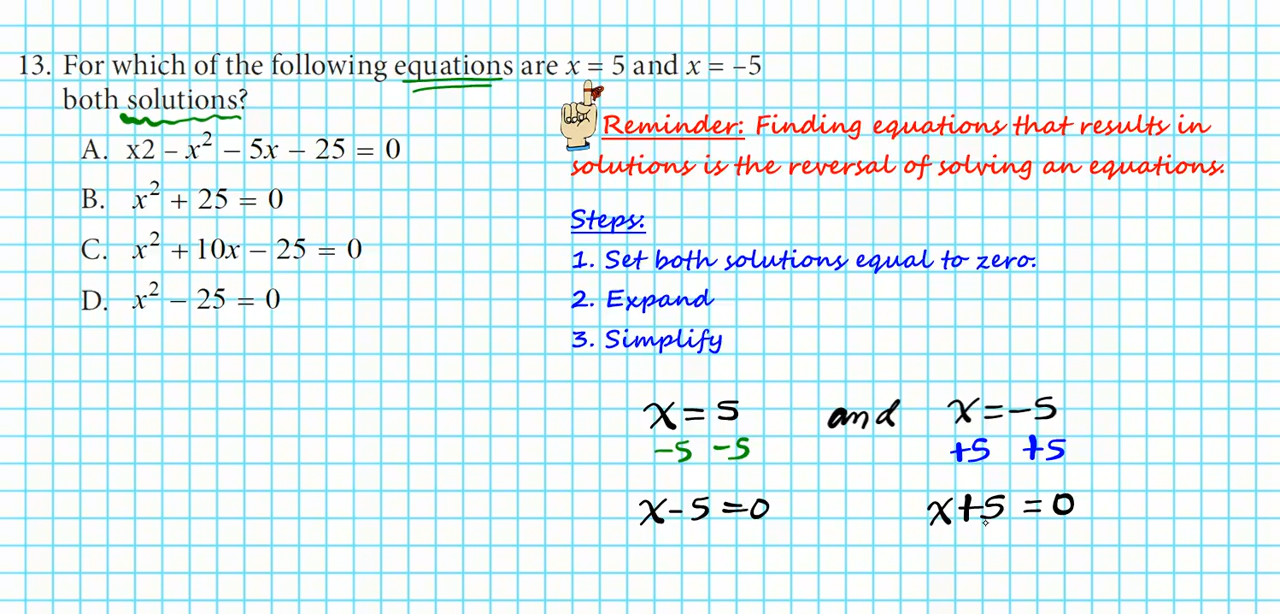 13. For which of the following equations are x = 5 and x = −5
both solutions?
A. x2 − x² − 5x − 25 = 0
B. x² + 25 = 0
C. x² + 10x − 25 = 0
D. x² − 25 = 0
Reminder: Finding equations that results in
solutions is the reversal of solving an equations.
Steps:
1. Set both solutions equal to zero.
2. Expand
3. Simplify
x = 5 and x = −5
−5 −5 +5 +5
x − 5 = 0 x + 5 = 0